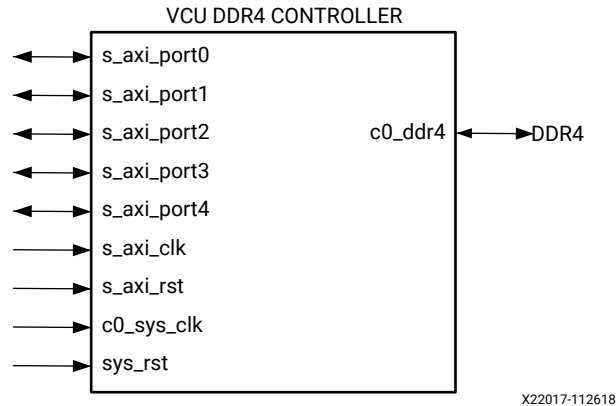 VCU DDR4 CONTROLLER
s_axi_port0
s_axi_port1
s_axi_port2
c0_ddr4
DDR4
s_axi_port3
s_axi_port4
s_axi_clk
s_axi_rst
c0_sys_clk
sys_rst
X22017-112618